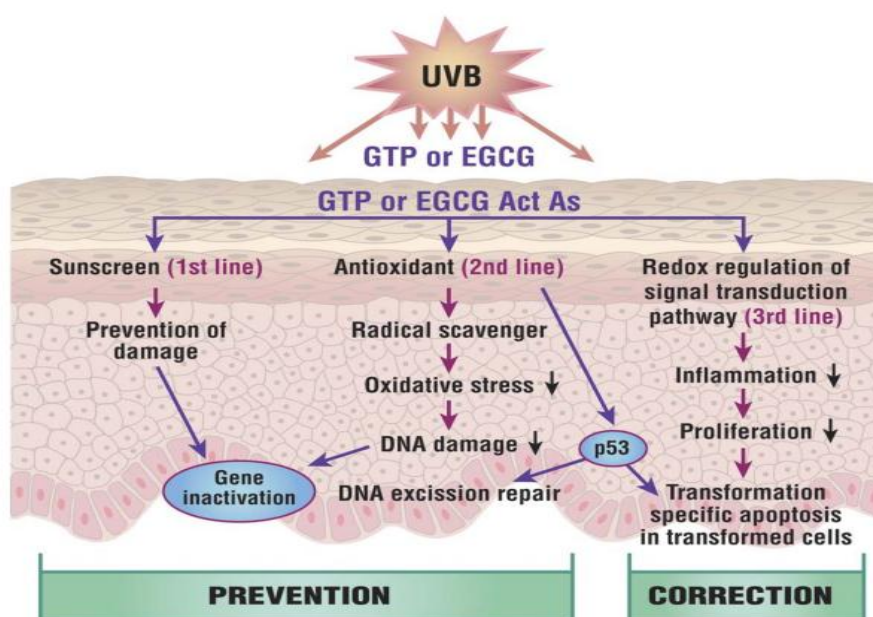 UVB
GTP or EGCG
GTP or EGCG Act As
Sunscreen (1st line)
Prevention of
damage
Gene
inactivation
Antioxidant (2nd line)
Radical scavenger
Oxidative stress ↓
DNA damage ↓
p53
DNA excission repair
Redox regulation of
signal transduction
pathway (3rd line)
Inflammation ↓
Proliferation ↓
Transformation
specific apoptosis
in transformed cells
PREVENTION
CORRECTION